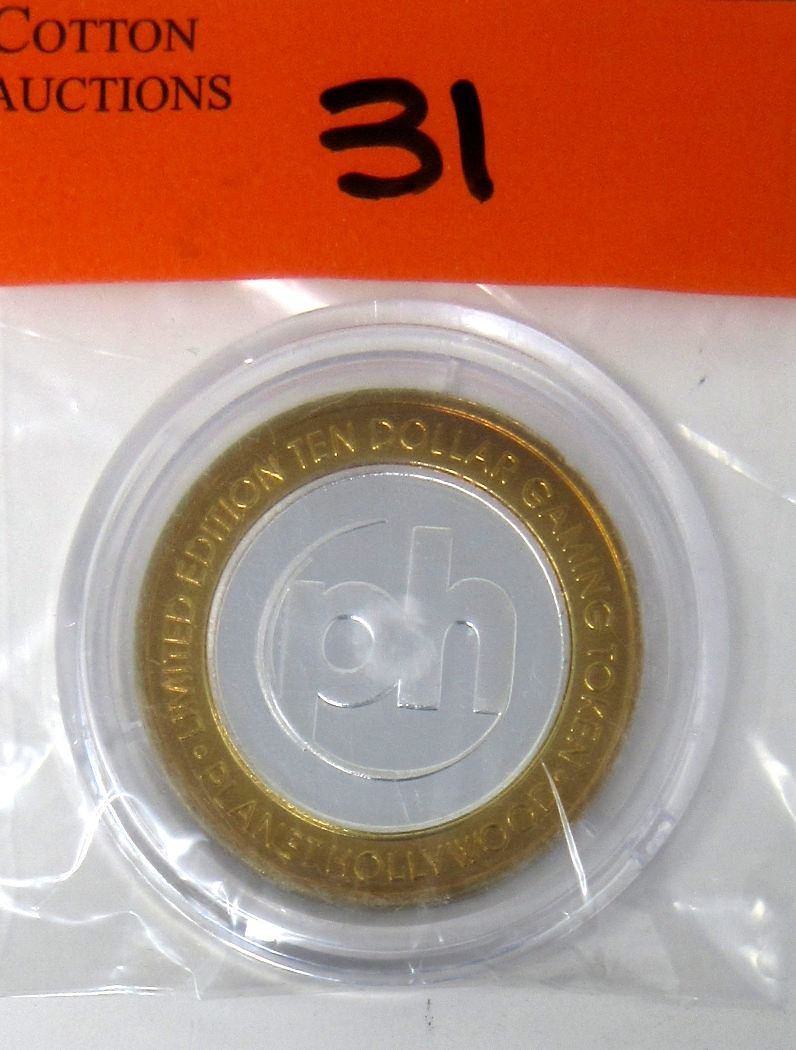 COTTON
AUCTIONS
31
LIMITED EDITION TEN DOLLAR GAMING TOKEN
• PLANET HOLLYWOOD •
ph